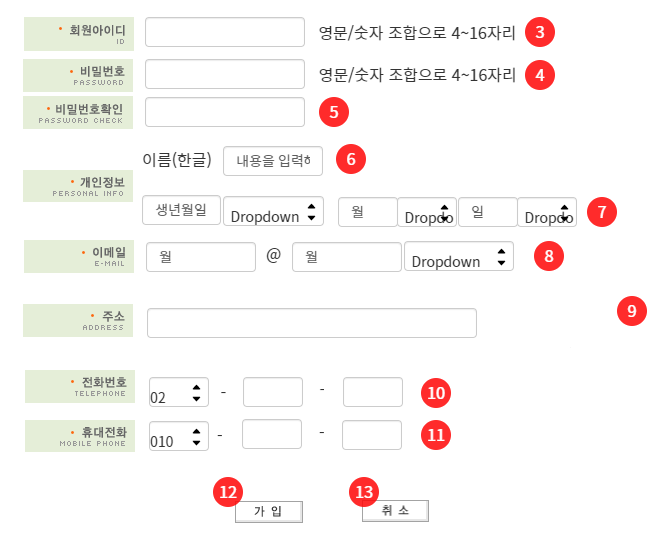 • 회원아이디 영문/숫자 조합으로 4~16자리 3
ID
• 비밀번호 영문/숫자 조합으로 4~16자리 4
PASSWORD
• 비밀번호확인 5
PASSWORD CHECK
이름(한글) 내용을 입력하 6
• 개인정보
PERSONAL INFO
생년월일 Dropdown 월 Dropdo 일 Dropdo 7
• 이메일 월 @ 월 Dropdown 8
E-MAIL
• 주소 9
ADDRESS
• 전화번호 02 - - 10
TELEPHONE
• 휴대전화 010 - - 11
MOBILE PHONE
12 13
가 입 취 소